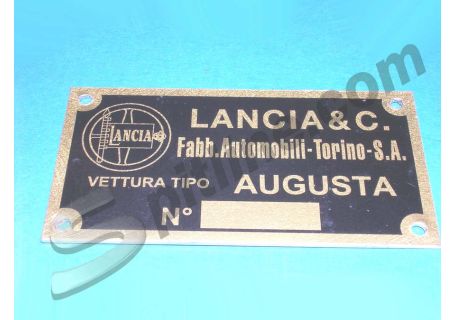 LANCIA & C.
Fabb. Automobili-Torino-S.A.
LANCIA
VETTURA TIPO AUGUSTA
N°